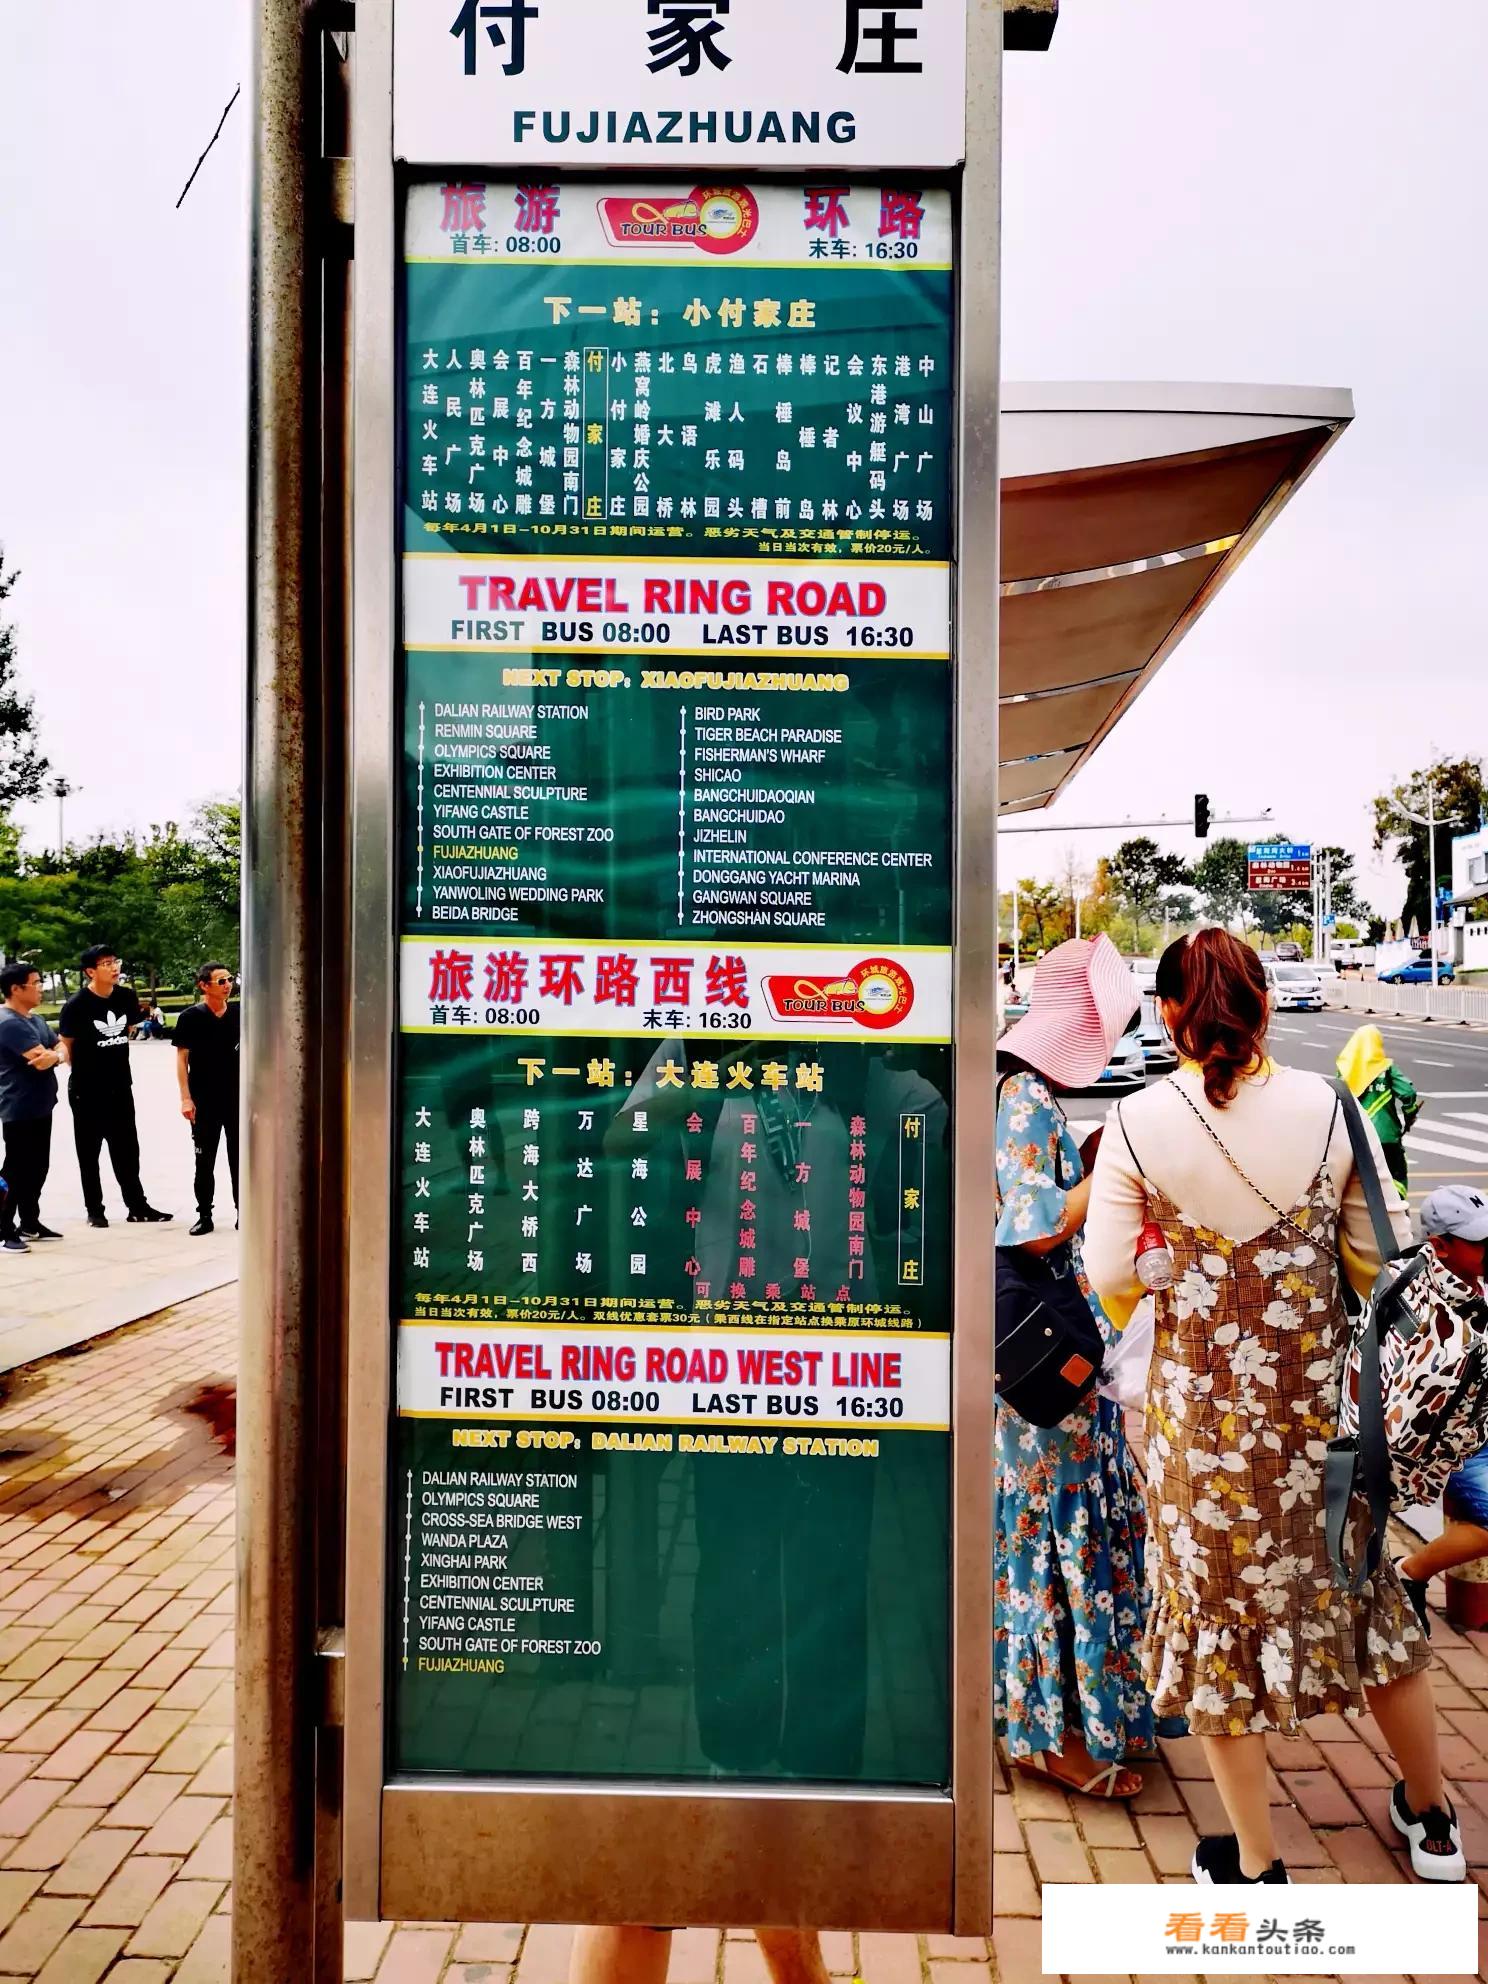 付家庄
FUJIAZHUANG
旅游 环路
TOUR BUS
首车: 08:00 末车: 16:30
下一站：小付家庄
大连火车站
人民广场
奥林匹克广场
会展中心
百年纪念城雕
一方城堡
森林动物园南门
付家庄
小付家庄
燕窝岭婚庆公园
北大桥
鸟语林
虎滩乐园
渔人码头
石槽
棒棰岛前
棒棰岛
记者林
会议中心
东港游艇码头
港湾广场
中山广场
每年4月1日-10月31日期间运营。恶劣天气及交通管制停运。
当日当次有效，票价20元/人。
TRAVEL RING ROAD
FIRST BUS 08:00 LAST BUS 16:30
NEXT STOP: XIAOFUJIAZHUANG
DALIAN RAILWAY STATION
RENMIN SQUARE
OLYMPICS SQUARE
EXHIBITION CENTER
CENTENNIAL SCULPTURE
YIFANG CASTLE
SOUTH GATE OF FOREST ZOO
FUJIAZHUANG
XIAOFUJIAZHUANG
YANWOLING WEDDING PARK
BEIDA BRIDGE
BIRD PARK
TIGER BEACH PARADISE
FISHERMAN'S WHARF
SHICAO
BANGCHUIDAOQIAN
BANGCHUIDAO
JIZHELIN
INTERNATIONAL CONFERENCE CENTER
DONGGANG YACHT MARINA
GANGWAN SQUARE
ZHONGSHAN SQUARE
旅游环路西线
TOUR BUS
首车: 08:00 末车: 16:30
下一站：大连火车站
大连火车站
奥林匹克广场
跨海大桥西
万达广场
星海公园
会展中心
百年纪念城雕
一方城堡
森林动物园南门
付家庄
可换乘站点
每年4月1日-10月31日期间运营。恶劣天气及交通管制停运。
当日当次有效，票价20元/人。双线优惠套票30元（乘西线在指定站点换乘原环城线路）
TRAVEL RING ROAD WEST LINE
FIRST BUS 08:00 LAST BUS 16:30
NEXT STOP: DALIAN RAILWAY STATION
DALIAN RAILWAY STATION
OLYMPICS SQUARE
CROSS-SEA BRIDGE WEST
WANDA PLAZA
XINGHAI PARK
EXHIBITION CENTER
CENTENNIAL SCULPTURE
YIFANG CASTLE
SOUTH GATE OF FOREST ZOO
FUJIAZHUANG
adidas
看看头条
www.kankantoutiao.com